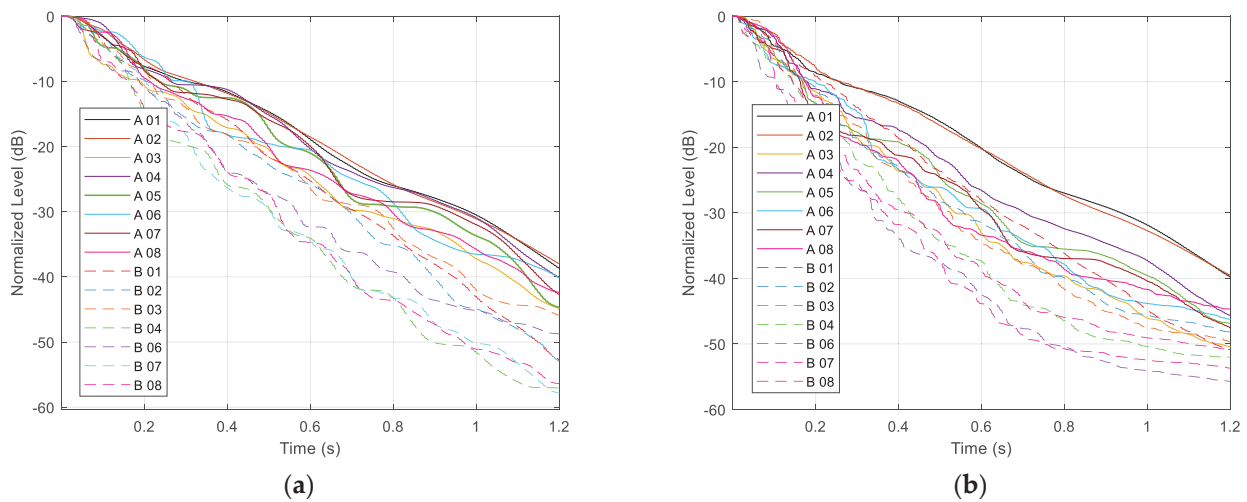 0
-10
-20
-30
-40
-50
-60
Normalized Level (dB)
A 01
A 02
A 03
A 04
A 05
A 06
A 07
A 08
B 01
B 02
B 03
B 04
B 06
B 07
B 08
0.2 0.4 0.6 0.8 1 1.2
Time (s)
(a)
0
-10
-20
-30
-40
-50
-60
Normalized Level (dB)
A 01
A 02
A 03
A 04
A 05
A 06
A 07
A 08
B 01
B 02
B 03
B 04
B 06
B 07
B 08
0.2 0.4 0.6 0.8 1 1.2
Time (s)
(b)